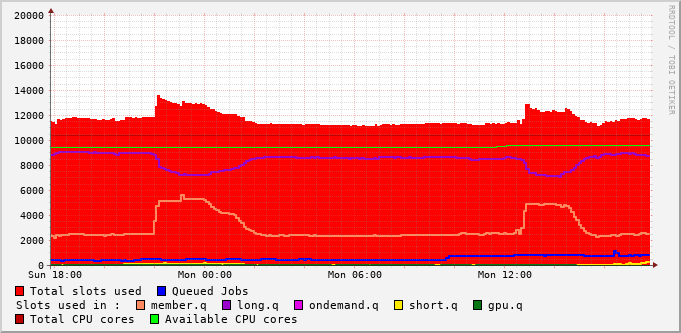 20000
18000
16000
14000
12000
10000
8000
6000
4000
2000
0
Sun 18:00 Mon 00:00 Mon 06:00 Mon 12:00
Total slots used Queued Jobs
Slots used in : member.q long.q ondemand.q short.q gpu.q
Total CPU cores Available CPU cores
RRDTOOL / TOBI OETIKER